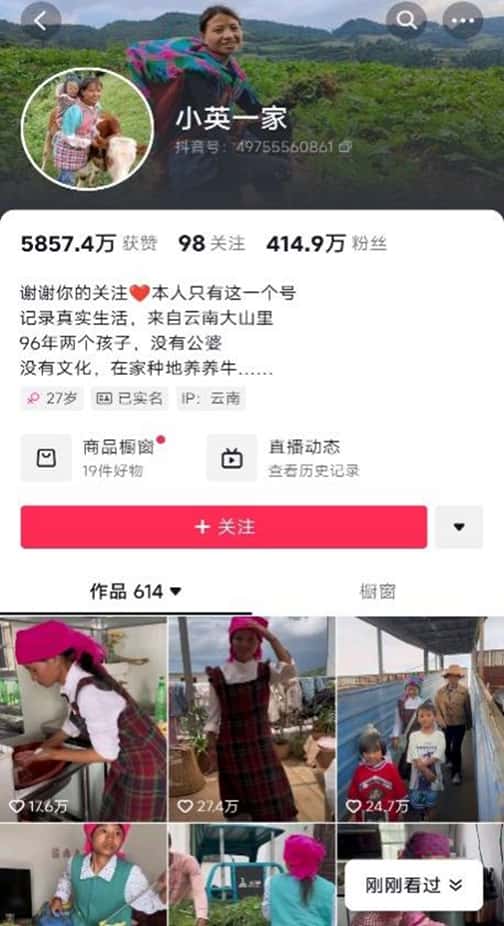 小英一家
抖音号：49755560861
5857.4万 获赞 98 关注 414.9万 粉丝
谢谢你的关注❤️本人只有这一个号
记录真实生活，来自云南大山里
96年两个孩子，没有公婆
没有文化，在家种地养养牛……
27岁 已实名 IP：云南
商品橱窗 直播动态
19件好物 查看历史记录
+ 关注
作品 614 橱窗
17.6万 27.4万 24.7万
刚刚看过